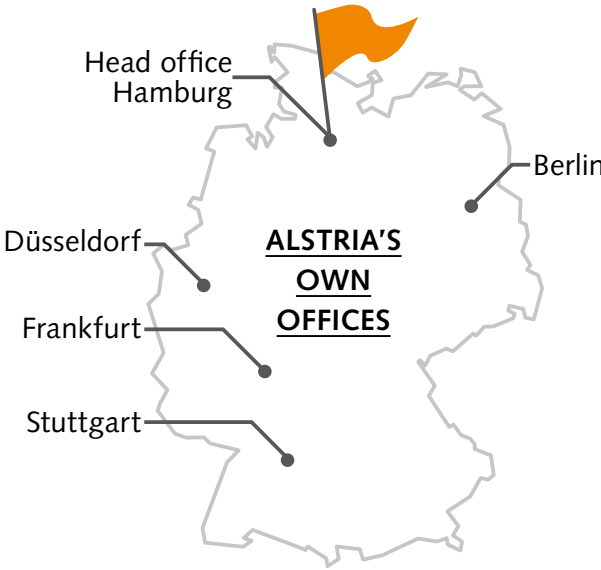 Head office
Hamburg
Berlin
Düsseldorf
ALSTRIA'S
OWN
OFFICES
Frankfurt
Stuttgart